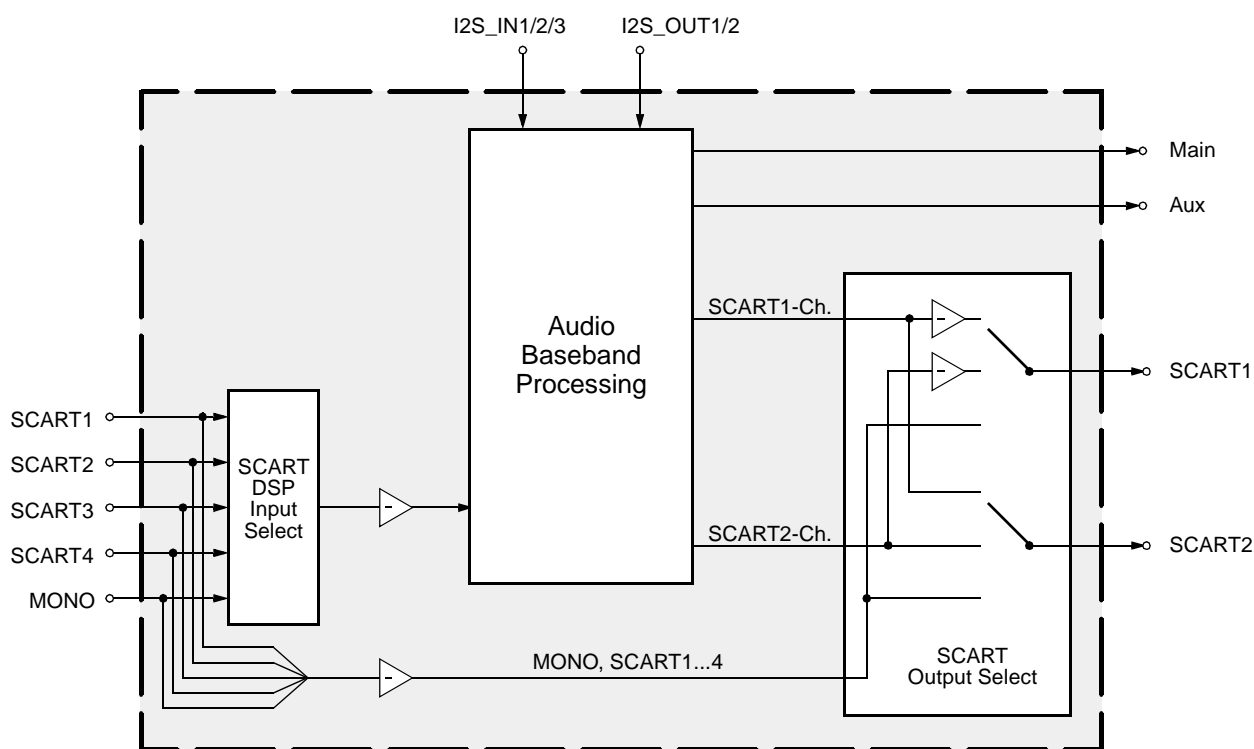 I2S_IN1/2/3 I2S_OUT1/2
Main
Aux
SCART1-Ch.
Audio
Baseband
Processing
SCART1
SCART1
SCART2
SCART3
SCART4
MONO
SCART
DSP
Input
Select
-
-
-
SCART2-Ch.
SCART2
MONO, SCART1...4
-
SCART
Output Select